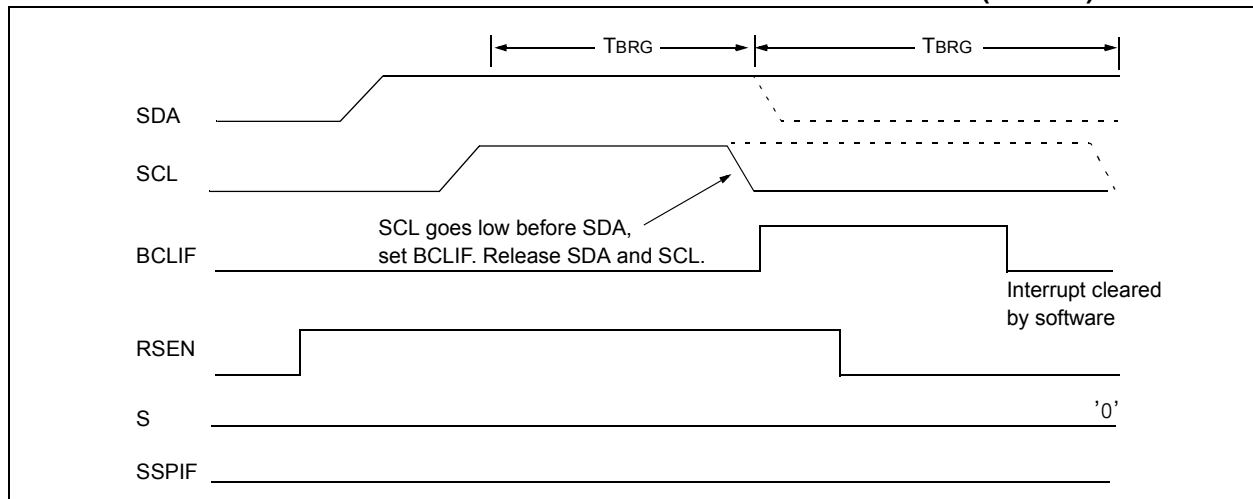 TBRG TBRG
SDA
SCL
SCL goes low before SDA,
set BCLIF. Release SDA and SCL.
BCLIF
Interrupt cleared
by software
RSEN
S '0'
SSPIF